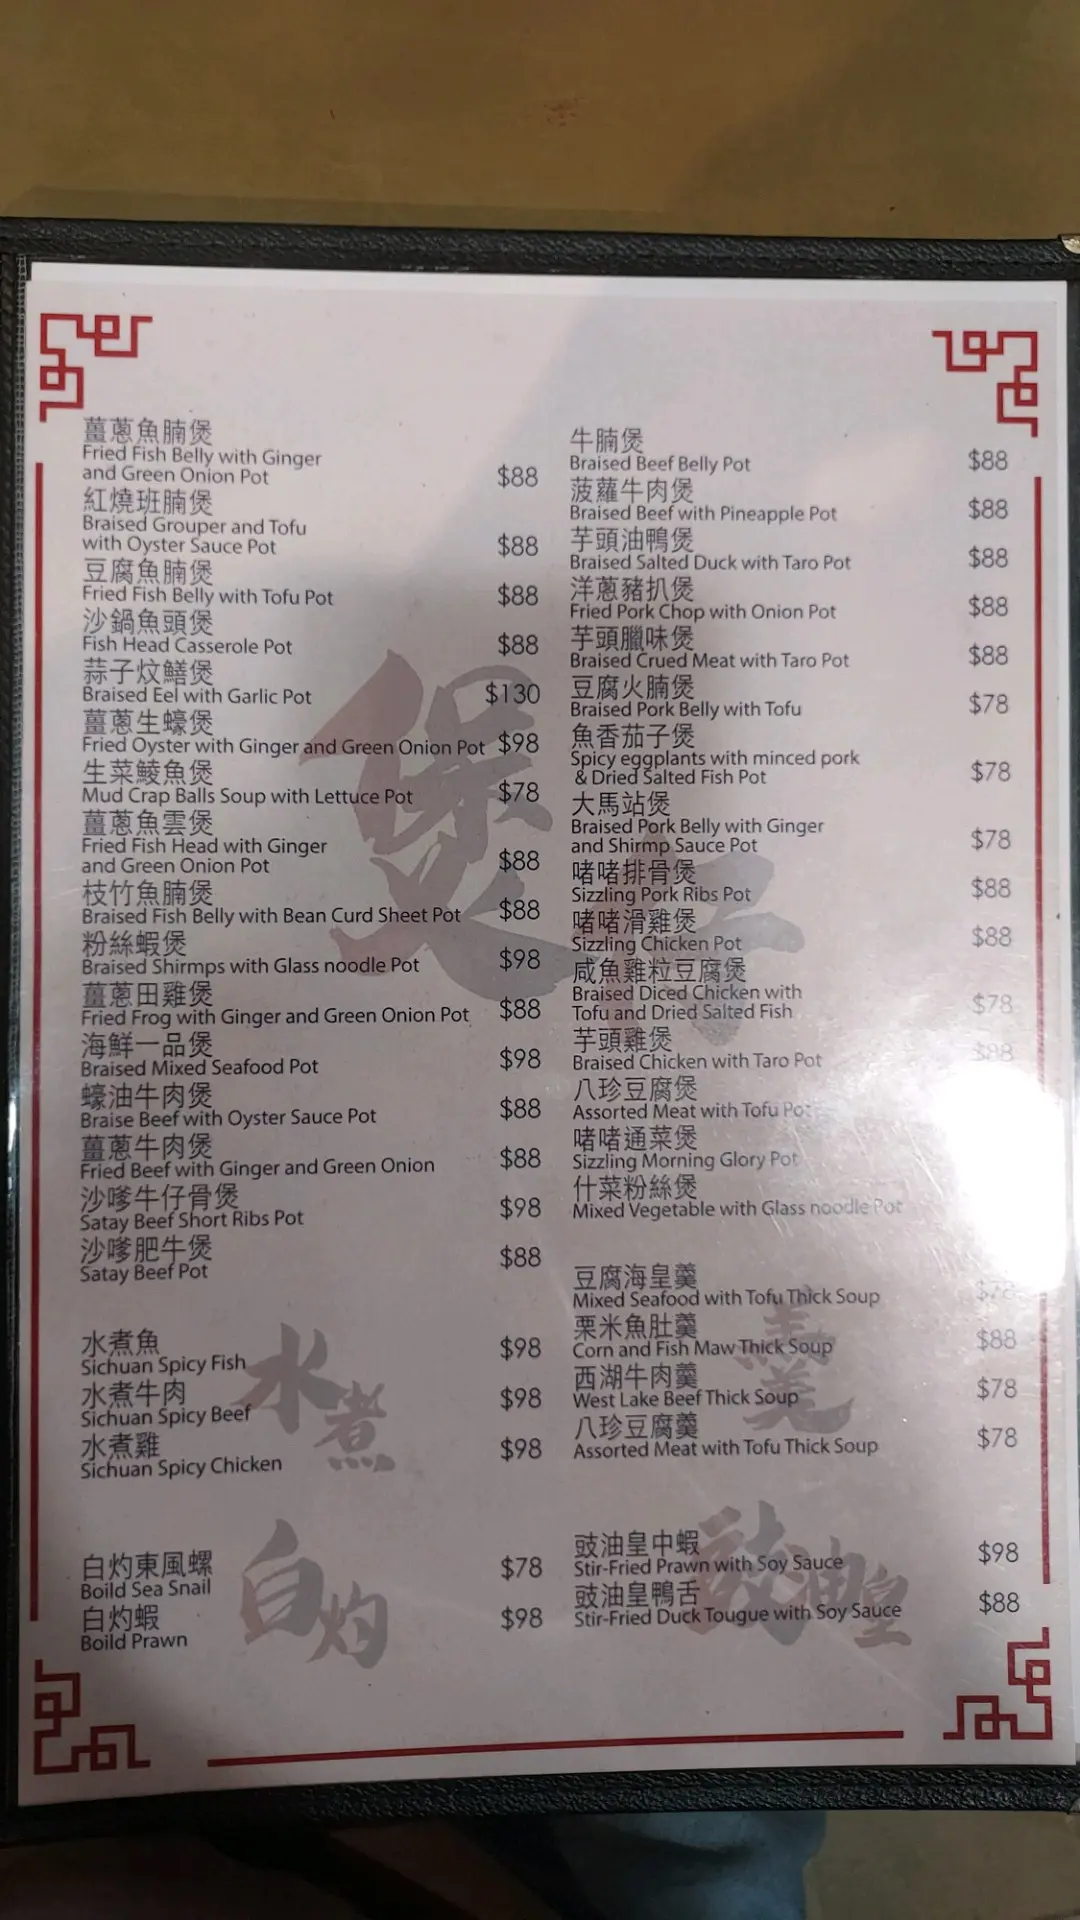 薑蔥魚腩煲
Fried Fish Belly with Ginger
and Green Onion Pot $88
紅燒班腩煲
Braised Grouper and Tofu
with Oyster Sauce Pot $88
豆腐魚腩煲
Fried Fish Belly with Tofu Pot $88
沙鍋魚頭煲
Fish Head Casserole Pot $88
蒜子炆鱔煲
Braised Eel with Garlic Pot $130
薑蔥生蠔煲
Fried Oyster with Ginger and Green Onion Pot $98
生菜鯪魚煲
Mud Crap Balls Soup with Lettuce Pot $78
薑蔥魚雲煲
Fried Fish Head with Ginger
and Green Onion Pot $88
枝竹魚腩煲
Braised Fish Belly with Bean Curd Sheet Pot $88
粉絲蝦煲
Braised Shirmps with Glass noodle Pot $98
薑蔥田雞煲
Fried Frog with Ginger and Green Onion Pot $88
海鮮一品煲
Braised Mixed Seafood Pot $98
蠔油牛肉煲
Braise Beef with Oyster Sauce Pot $88
薑蔥牛肉煲
Fried Beef with Ginger and Green Onion $88
沙嗲牛仔骨煲
Satay Beef Short Ribs Pot $98
沙嗲肥牛煲
Satay Beef Pot $88
水煮魚
Sichuan Spicy Fish $98
水煮牛肉
Sichuan Spicy Beef $98
水煮雞
Sichuan Spicy Chicken $98
水煮
白灼東風螺
Boild Sea Snail $78
白灼蝦
Boild Prawn $98
白灼
煲仔
牛腩煲
Braised Beef Belly Pot $88
菠蘿牛肉煲
Braised Beef with Pineapple Pot $88
芋頭油鴨煲
Braised Salted Duck with Taro Pot $88
洋蔥豬扒煲
Fried Pork Chop with Onion Pot $88
芋頭臘味煲
Braised Crued Meat with Taro Pot $88
豆腐火腩煲
Braised Pork Belly with Tofu $78
魚香茄子煲
Spicy eggplants with minced pork
& Dried Salted Fish Pot $78
大馬站煲
Braised Pork Belly with Ginger
and Shirmp Sauce Pot $78
啫啫排骨煲
Sizzling Pork Ribs Pot $88
啫啫滑雞煲
Sizzling Chicken Pot $88
咸魚雞粒豆腐煲
Braised Diced Chicken with
Tofu and Dried Salted Fish $78
芋頭雞煲
Braised Chicken with Taro Pot $88
八珍豆腐煲
Assorted Meat with Tofu Pot
啫啫通菜煲
Sizzling Morning Glory Pot
什菜粉絲煲
Mixed Vegetable with Glass noodle Pot
豆腐海皇羹
Mixed Seafood with Tofu Thick Soup $78
栗米魚肚羹
Corn and Fish Maw Thick Soup $88
西湖牛肉羹
West Lake Beef Thick Soup $78
八珍豆腐羹
Assorted Meat with Tofu Thick Soup $78
羹
豉油皇中蝦
Stir-Fried Prawn with Soy Sauce $98
豉油皇鴨舌
Stir-Fried Duck Tougue with Soy Sauce $88
豉油皇